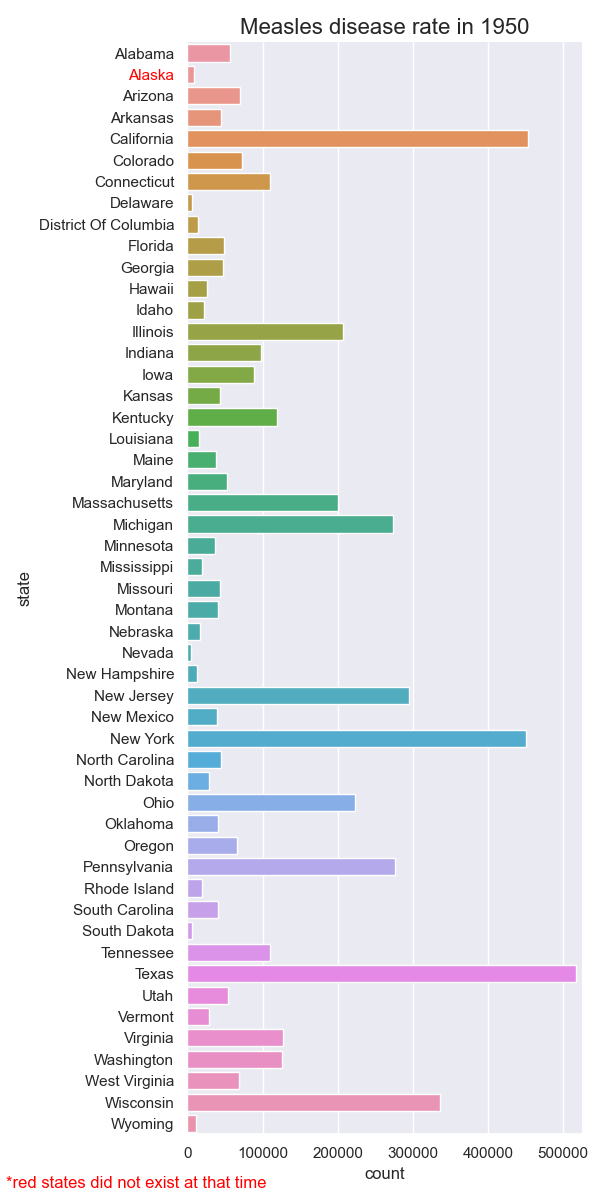 Measles disease rate in 1950
Alabama
Alaska
Arizona
Arkansas
California
Colorado
Connecticut
Delaware
District Of Columbia
Florida
Georgia
Hawaii
Idaho
Illinois
Indiana
Iowa
Kansas
Kentucky
Louisiana
Maine
Maryland
Massachusetts
Michigan
Minnesota
Mississippi
Missouri
Montana
Nebraska
Nevada
New Hampshire
New Jersey
New Mexico
New York
North Carolina
North Dakota
Ohio
Oklahoma
Oregon
Pennsylvania
Rhode Island
South Carolina
South Dakota
Tennessee
Texas
Utah
Vermont
Virginia
Washington
West Virginia
Wisconsin
Wyoming
state
0 100000 200000 300000 400000 500000
count
*red states did not exist at that time